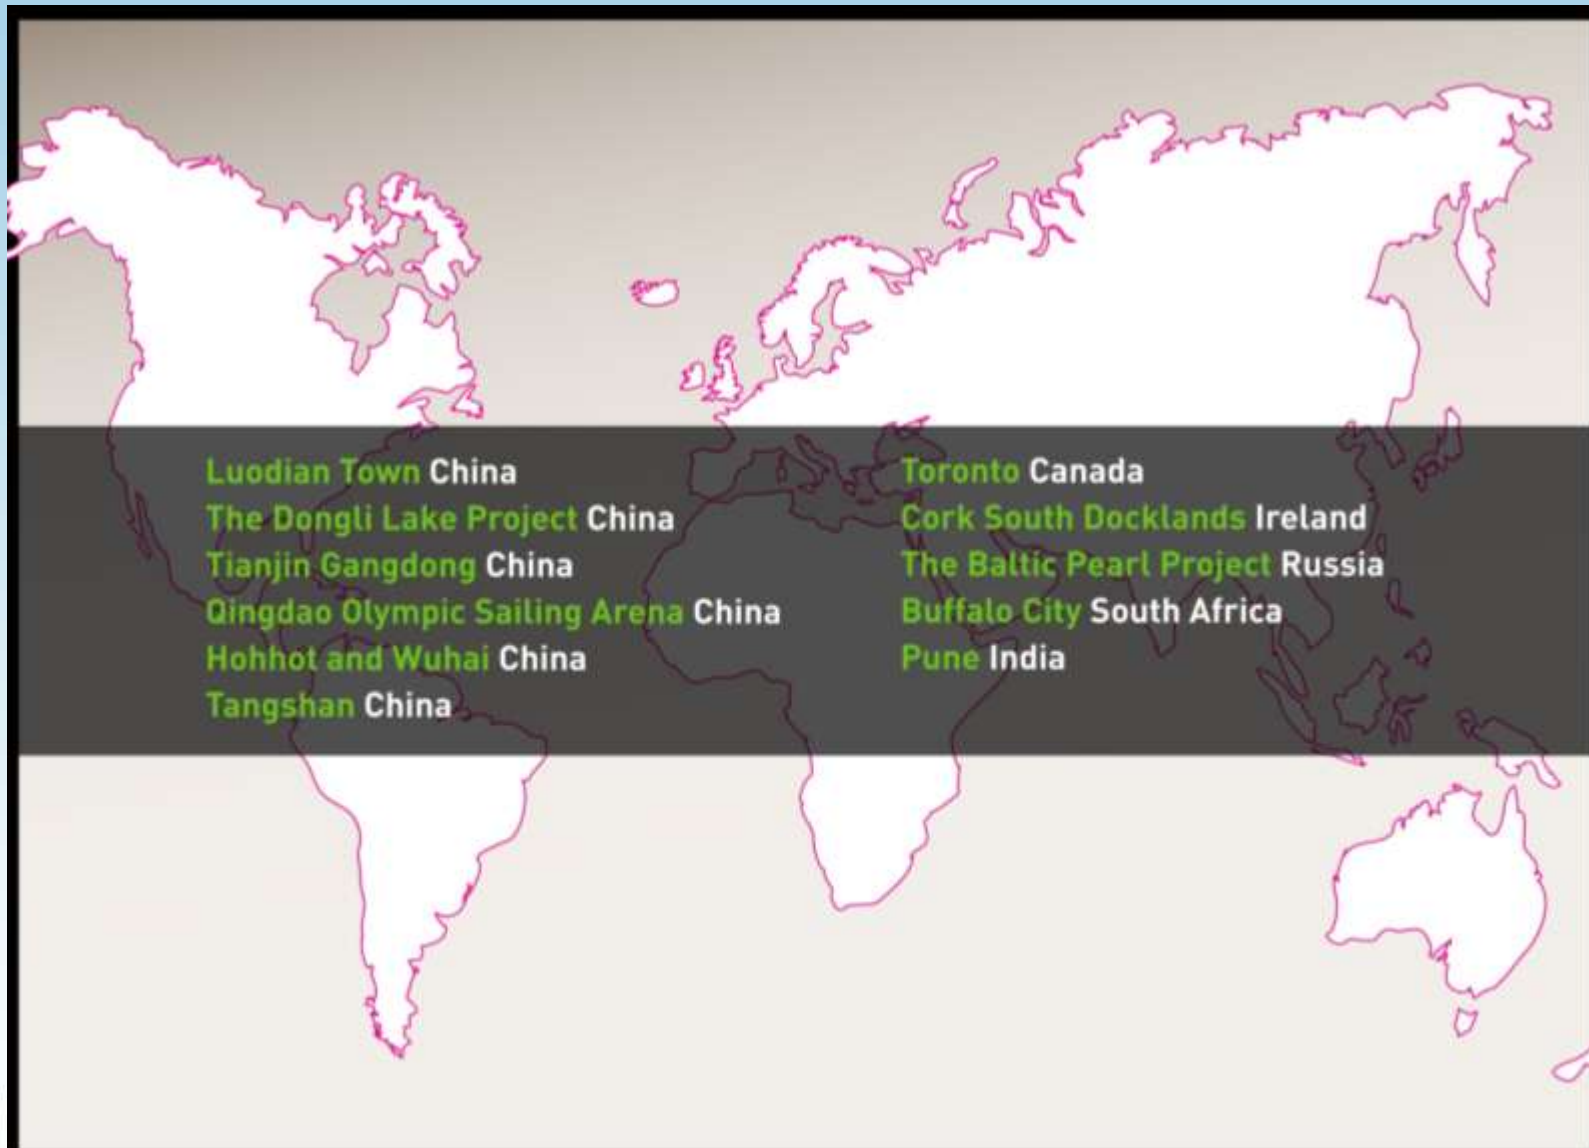 Luodian Town China
The Dongli Lake Project China
Tianjin Gangdong China
Qingdao Olympic Sailing Arena China
Hohhot and Wuhai China
Tangshan China
Toronto Canada
Cork South Docklands Ireland
The Baltic Pearl Project Russia
Buffalo City South Africa
Pune India